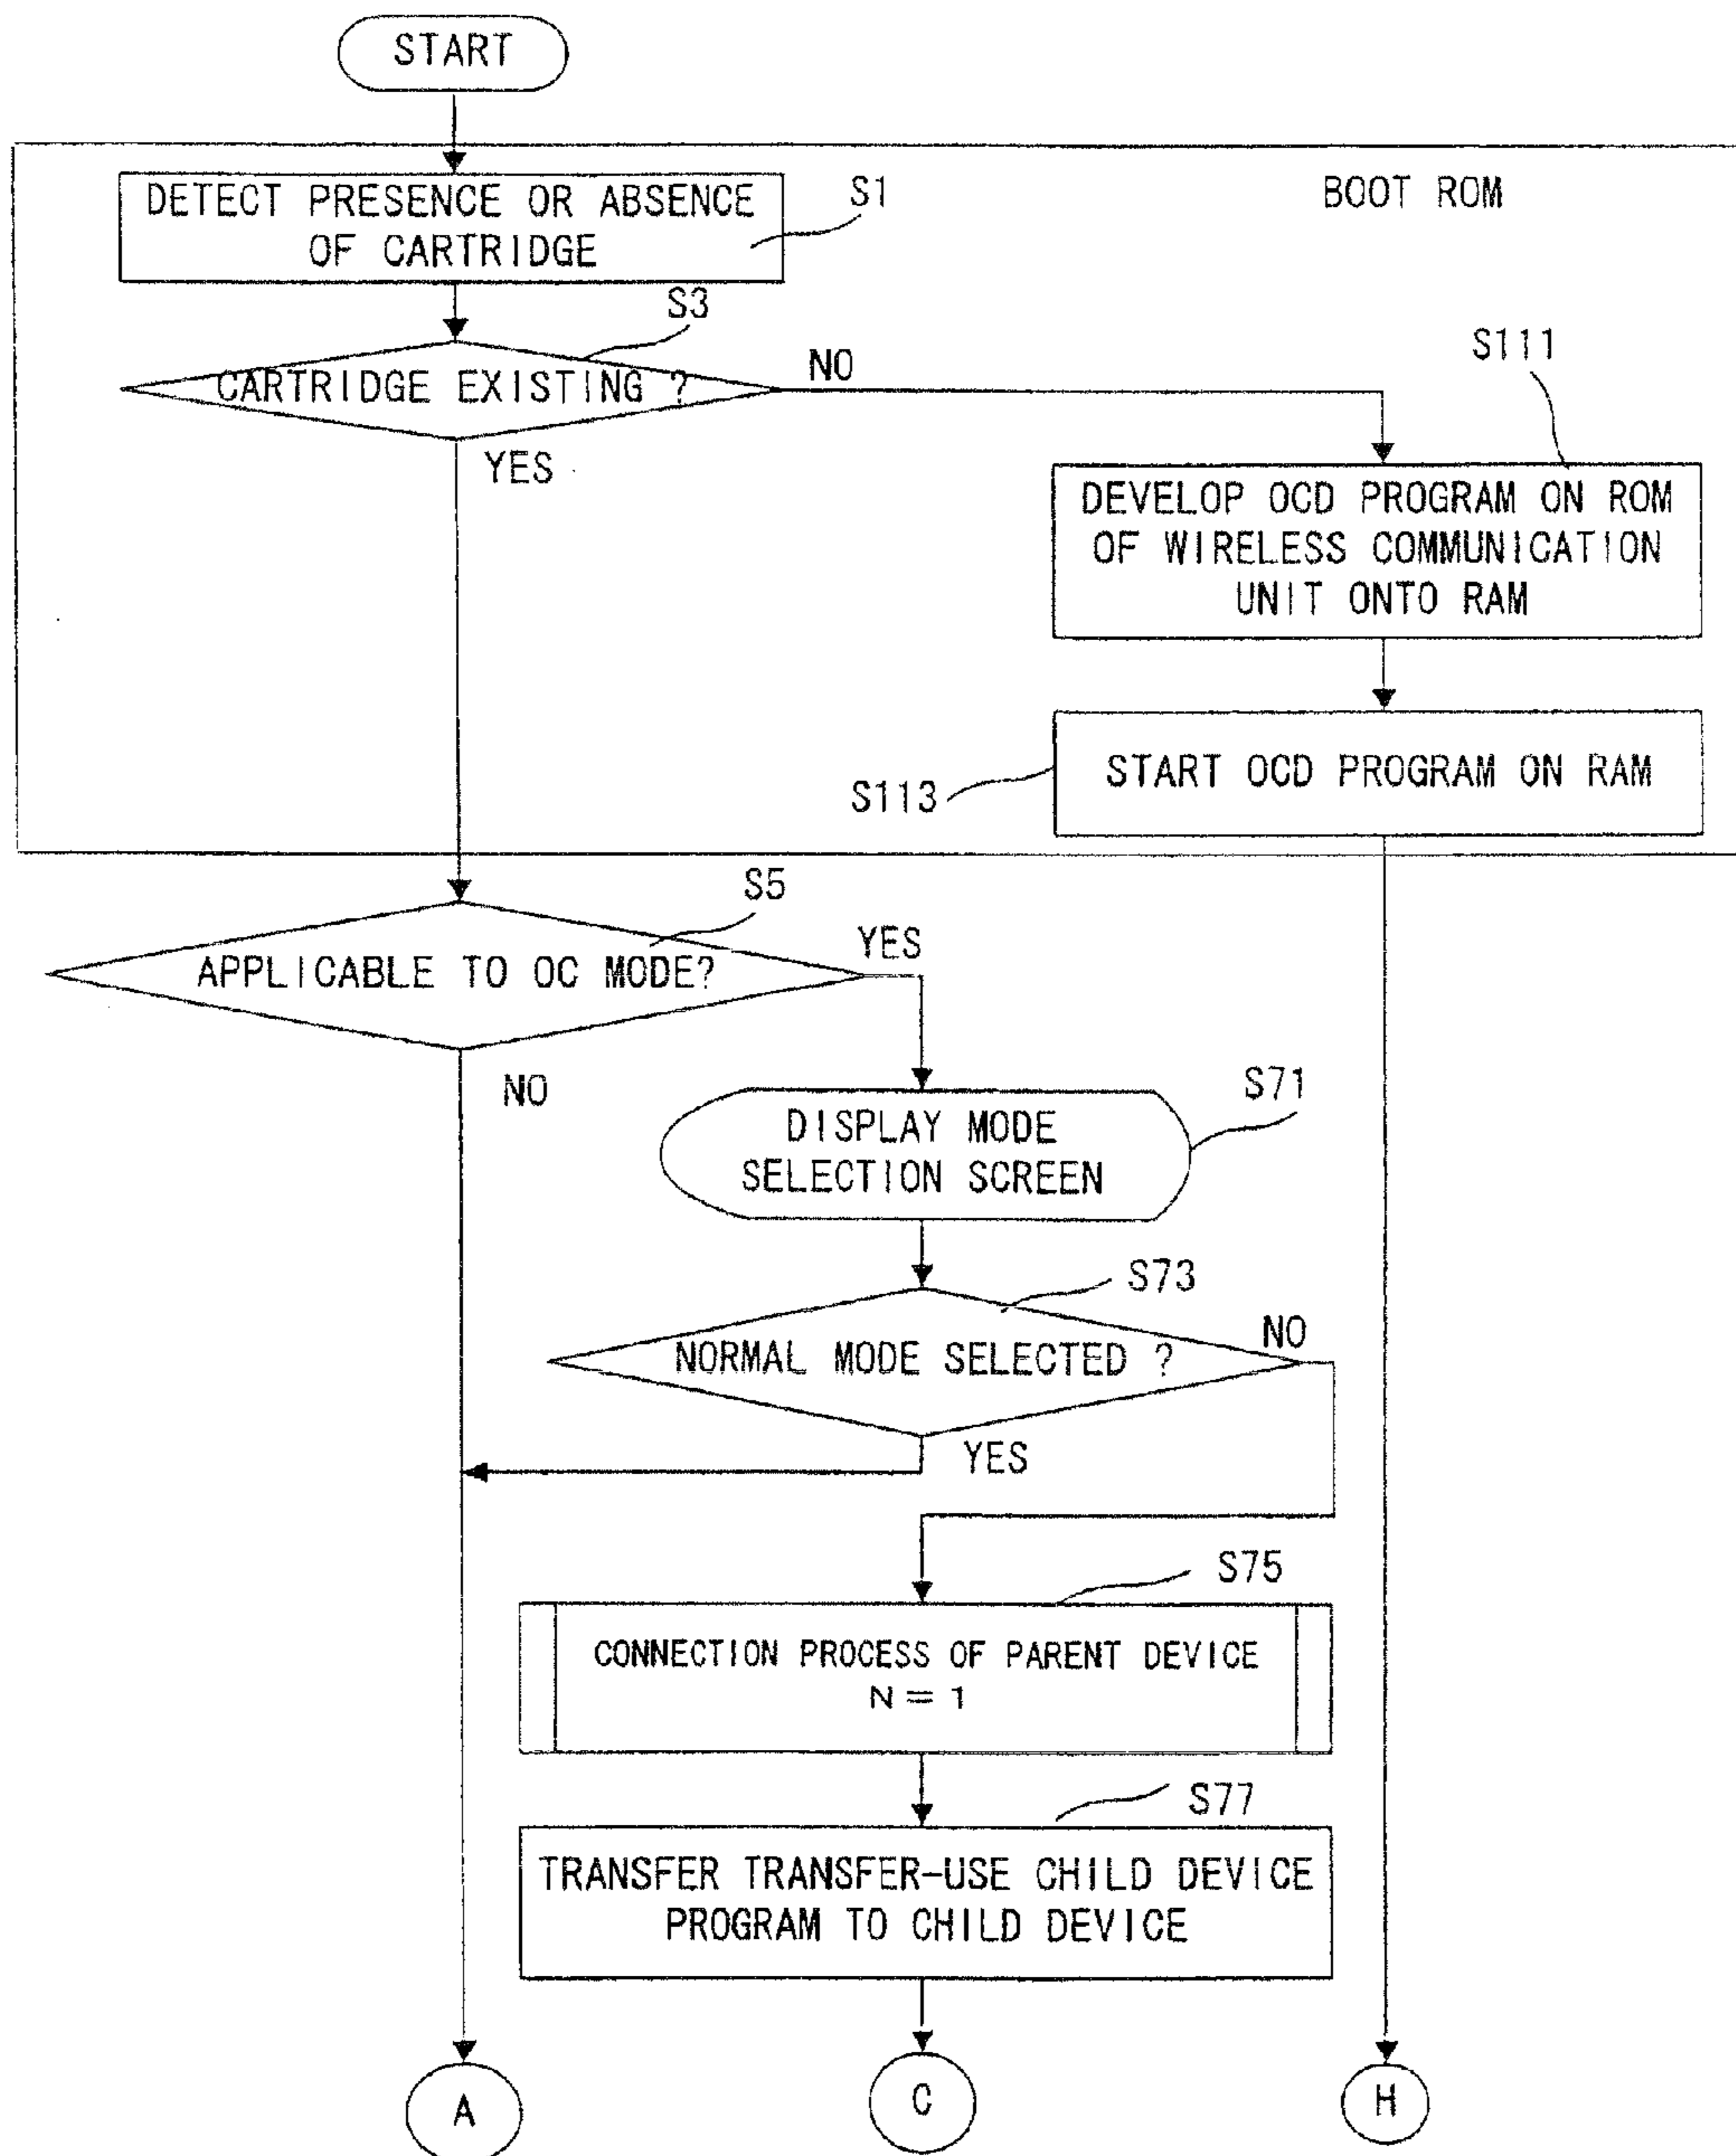 START
BOOT ROM
DETECT PRESENCE OR ABSENCE
OF CARTRIDGE
S1
S3
CARTRIDGE EXISTING ?
NO
YES
S111
DEVELOP OCD PROGRAM ON ROM
OF WIRELESS COMMUNICATION
UNIT ONTO RAM
START OCD PROGRAM ON RAM
S113
S5
APPLICABLE TO OC MODE?
YES
NO
S71
DISPLAY MODE
SELECTION SCREEN
S73
NORMAL MODE SELECTED ?
NO
YES
S75
CONNECTION PROCESS OF PARENT DEVICE
N = 1
S77
TRANSFER TRANSFER-USE CHILD DEVICE
PROGRAM TO CHILD DEVICE
A
C
H